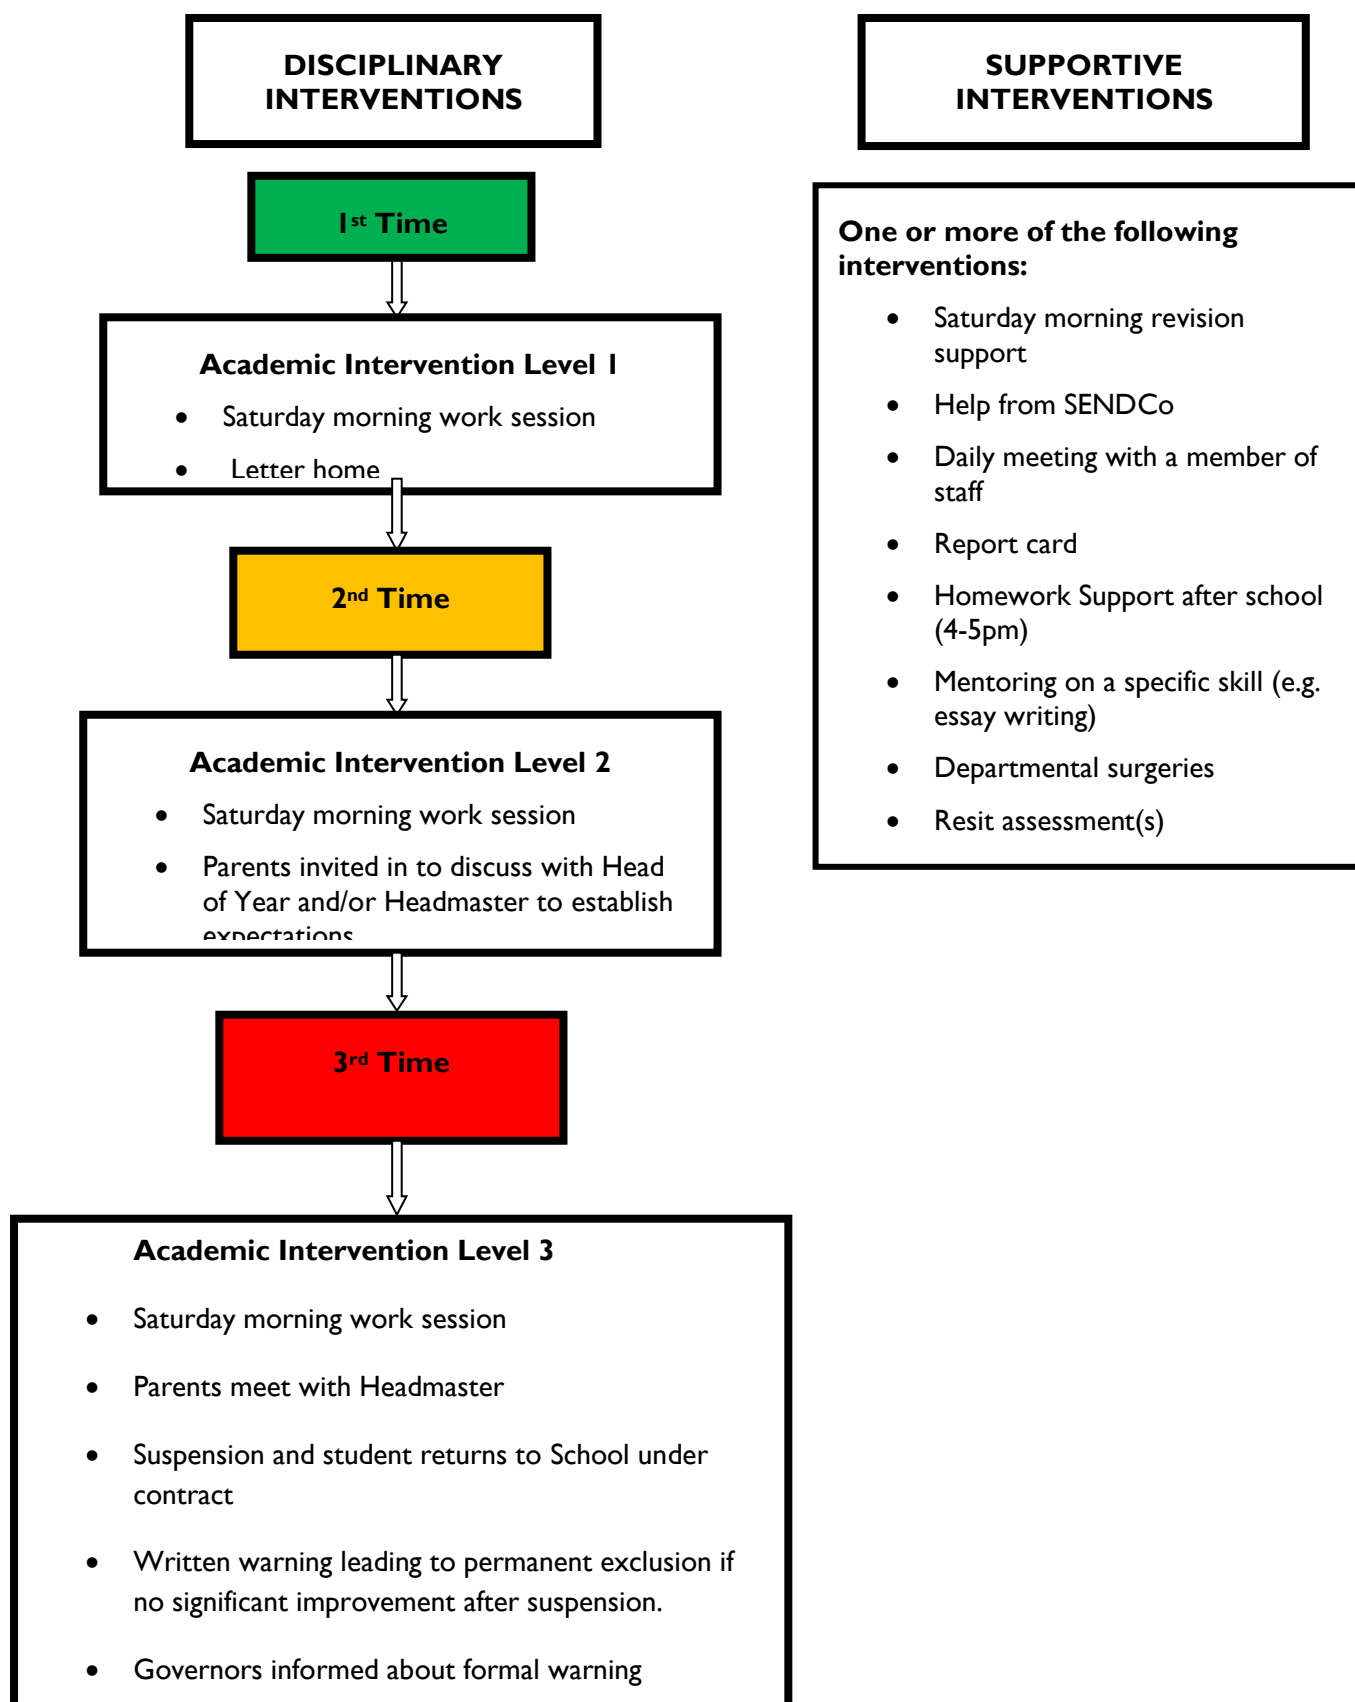 DISCIPLINARY
INTERVENTIONS
1st Time
Academic Intervention Level 1
• Saturday morning work session
• Letter home
2nd Time
Academic Intervention Level 2
• Saturday morning work session
• Parents invited in to discuss with Head
of Year and/or Headmaster to establish
expectations
3rd Time
Academic Intervention Level 3
• Saturday morning work session
• Parents meet with Headmaster
• Suspension and student returns to School under
contract
• Written warning leading to permanent exclusion if
no significant improvement after suspension.
• Governors informed about formal warning
SUPPORTIVE
INTERVENTIONS
One or more of the following
interventions:
• Saturday morning revision
support
• Help from SENDCo
• Daily meeting with a member of
staff
• Report card
• Homework Support after school
(4-5pm)
• Mentoring on a specific skill (e.g.
essay writing)
• Departmental surgeries
• Resit assessment(s)